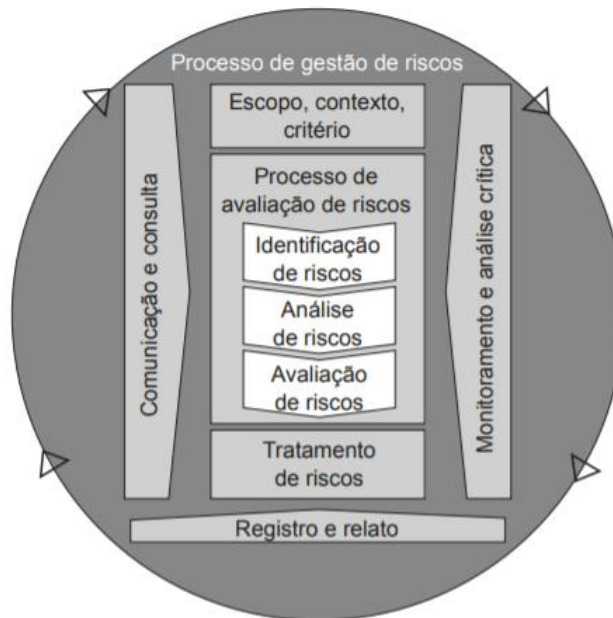 Processo de gestão de riscos
Escopo, contexto,
critério
Processo de
avaliação de riscos
Identificação
de riscos
Análise
de riscos
Avaliação
de riscos
Tratamento
de riscos
Comunicação e consulta
Monitoramento e análise crítica
Registro e relato